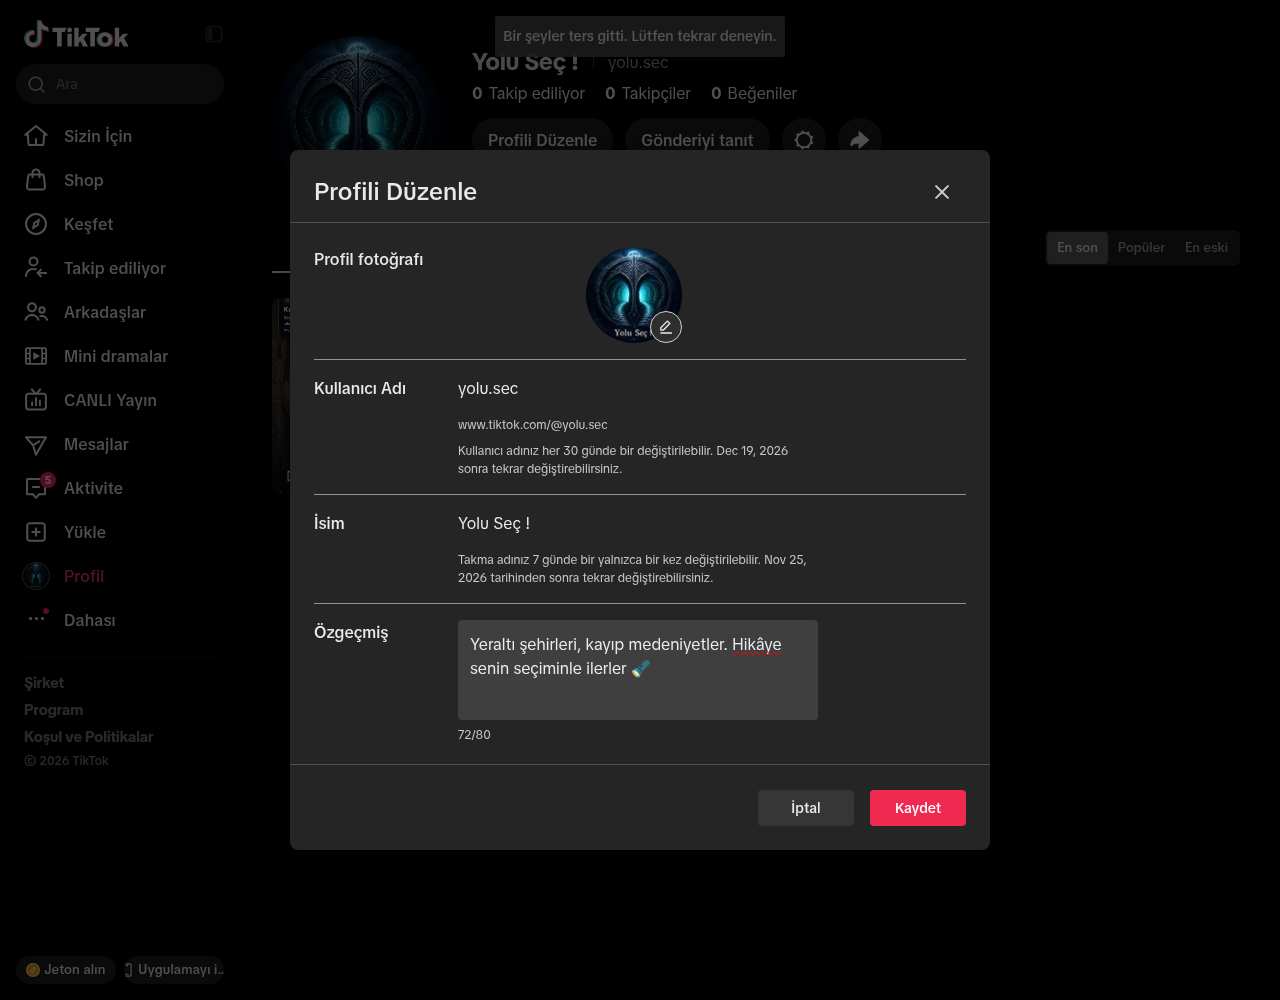 TikTok
Ara
Sizin İçin
Shop
Keşfet
Takip ediliyor
Arkadaşlar
Mini dramalar
CANLI Yayın
Mesajlar
5
Aktivite
Yükle
Profil
Dahası
Şirket
Program
Koşul ve Politikalar
© 2026 TikTok
Jeton alın
Uygulamayı i...
Bir şeyler ters gitti. Lütfen tekrar deneyin.
Yolu Seç ! yolu.sec
0 Takip ediliyor 0 Takipçiler 0 Beğeniler
Profili Düzenle Gönderiyi tanıt
En son Popüler En eski
Profili Düzenle
Profil fotoğrafı
Yolu Seç
Kullanıcı Adı
yolu.sec
www.tiktok.com/@yolu.sec
Kullanıcı adınız her 30 günde bir değiştirilebilir. Dec 19, 2026
sonra tekrar değiştirebilirsiniz.
İsim
Yolu Seç !
Takma adınız 7 günde bir yalnızca bir kez değiştirilebilir. Nov 25,
2026 tarihinden sonra tekrar değiştirebilirsiniz.
Özgeçmiş
Yeraltı şehirleri, kayıp medeniyetler. Hikâye
senin seçiminle ilerler 🔦
72/80
İptal
Kaydet